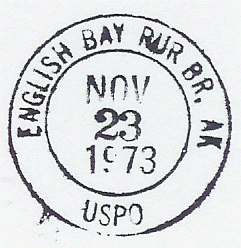 ENGLISH BAY RUR BR. AK
NOV
23
1973
USPO